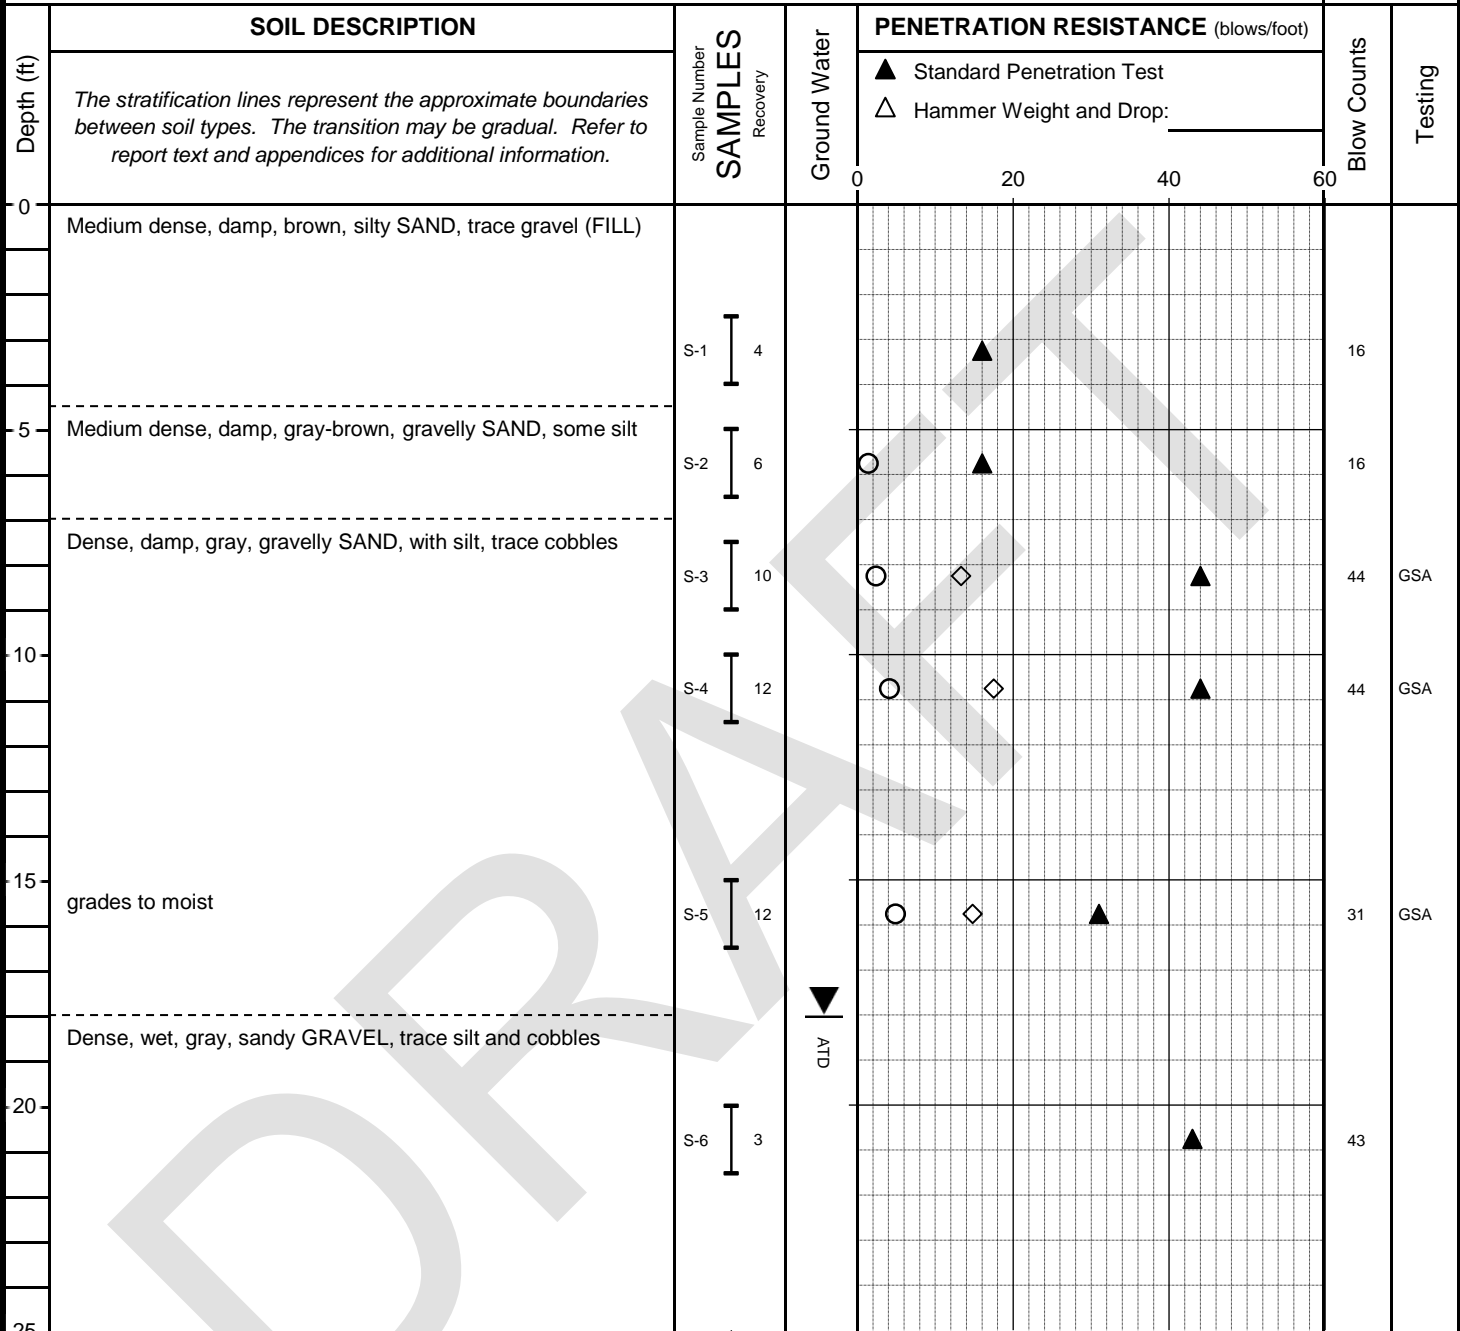 Depth (ft)
SOIL DESCRIPTION
The stratification lines represent the approximate boundaries
between soil types. The transition may be gradual. Refer to
report text and appendices for additional information.
Sample Number
SAMPLES
Recovery
Ground Water
PENETRATION RESISTANCE (blows/foot)
▲ Standard Penetration Test
△ Hammer Weight and Drop:
0 20 40 60
Blow Counts
Testing
0
Medium dense, damp, brown, silty SAND, trace gravel (FILL)
S-1 4 16
5
Medium dense, damp, gray-brown, gravelly SAND, some silt
S-2 6 16
Dense, damp, gray, gravelly SAND, with silt, trace cobbles
S-3 10 44 GSA
10
S-4 12 44 GSA
15
grades to moist
S-5 12 31 GSA
ATD
Dense, wet, gray, sandy GRAVEL, trace silt and cobbles
20
S-6 3 43
25
DRAFT